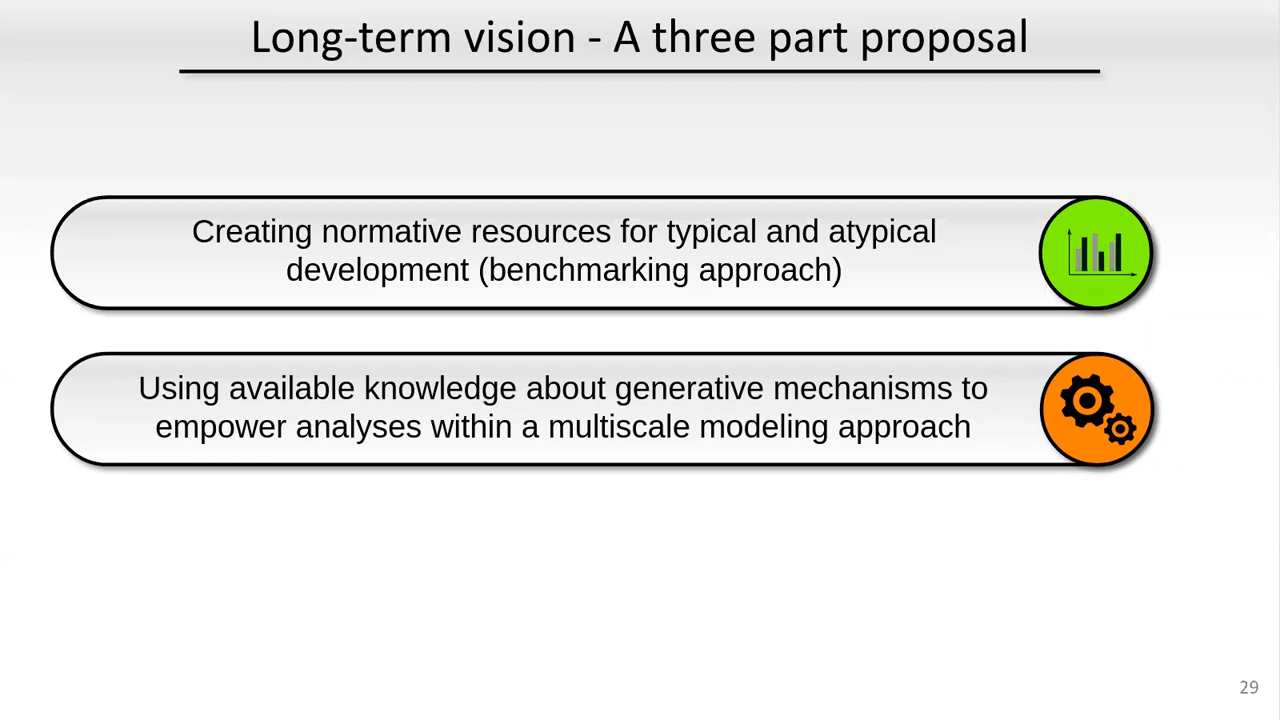 Long-term vision - A three part proposal
Creating normative resources for typical and atypical
development (benchmarking approach)
Using available knowledge about generative mechanisms to
empower analyses within a multiscale modeling approach
29